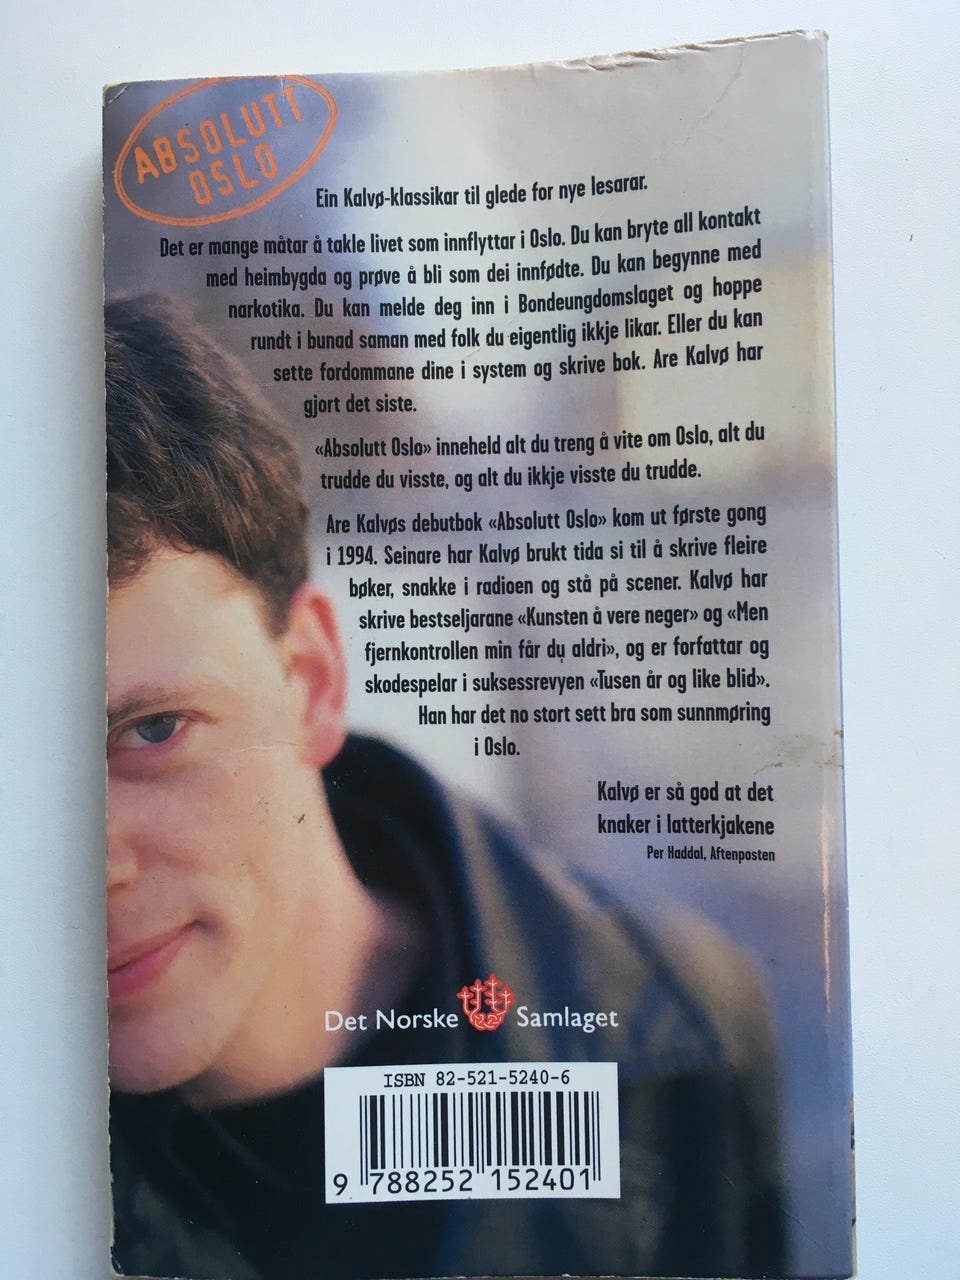 ABSOLUTT
OSLO
Ein Kalvø-klassikar til glede for nye lesarar.
Det er mange måtar å takle livet som innflyttar i Oslo. Du kan bryte all kontakt
med heimbygda og prøve å bli som dei innfødte. Du kan begynne med
narkotika. Du kan melde deg inn i Bondeungdomslaget og hoppe
rundt i bunad saman med folk du eigentlig ikkje likar. Eller du kan
sette fordommane dine i system og skrive bok. Are Kalvø har
gjort det siste.
«Absolutt Oslo» inneheld alt du treng å vite om Oslo, alt du
trudde du visste, og alt du ikkje visste du trudde.
Are Kalvøs debutbok «Absolutt Oslo» kom ut første gong
i 1994. Seinare har Kalvø brukt tida si til å skrive fleire
bøker, snakke i radioen og stå på scener. Kalvø har
skrive bestseljarane «Kunsten å vere neger» og «Men
fjernkontrollen min får du aldri», og er forfattar og
skodespelar i suksessrevyen «Tusen år og like blid».
Han har det no stort sett bra som sunnmøring
i Oslo.
Kalvø er så god at det
knaker i latterkjakene
Per Haddal, Aftenposten
Det Norske Samlaget
ISBN 82-521-5240-6
9 788252 152401